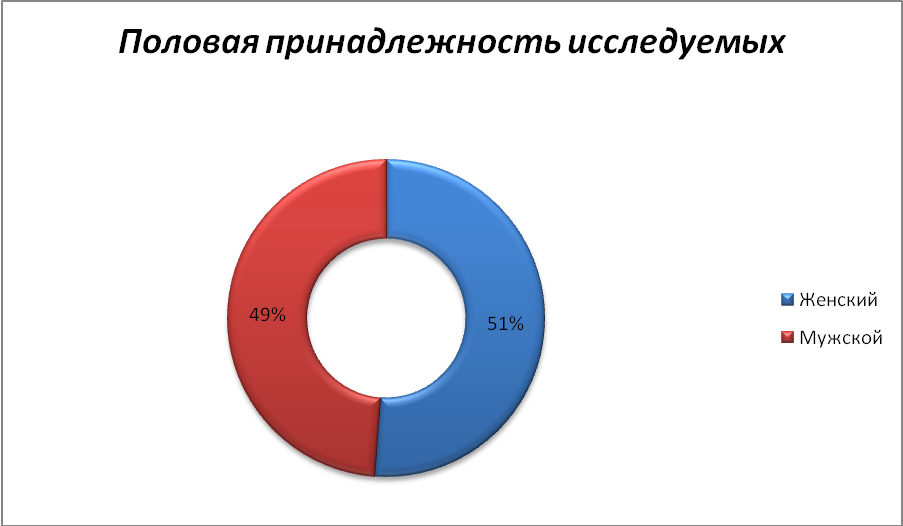 Половая принадлежность исследуемых
49%
51%
Женский
Мужской